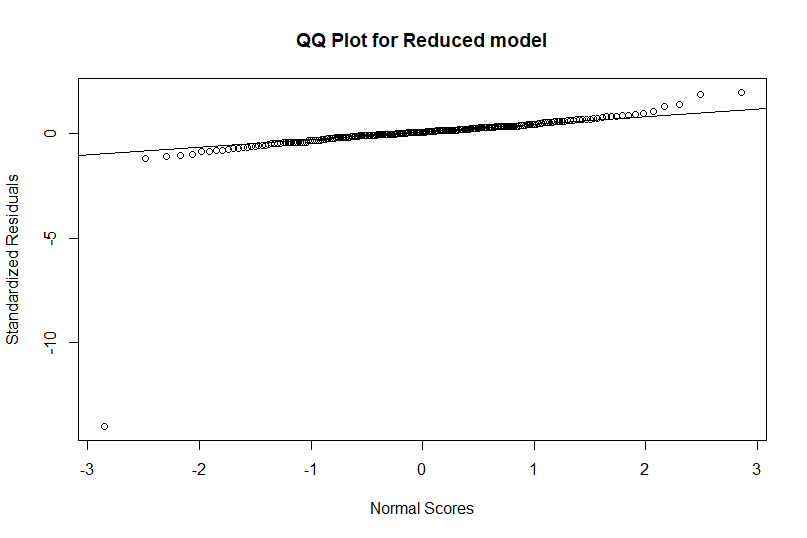 QQ Plot for Reduced model
Standardized Residuals
0
-5
-10
-3 -2 -1 0 1 2 3
Normal Scores